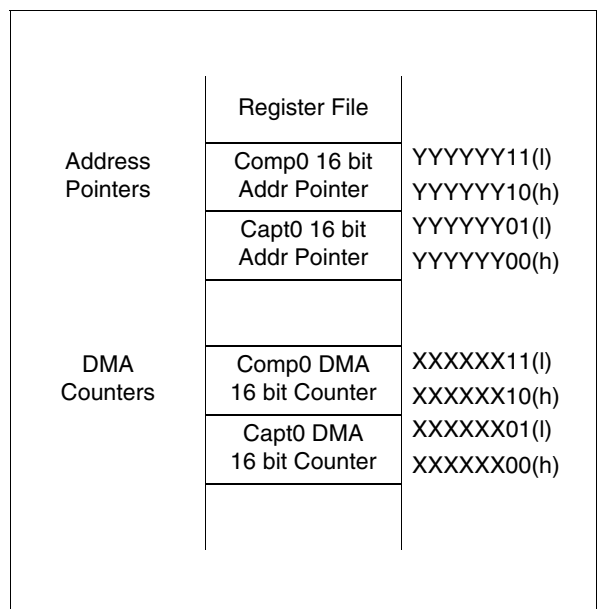 Register File
Address
Pointers
Comp0 16 bit
Addr Pointer
YYYYYY11(l)
YYYYYY10(h)
Capt0 16 bit
Addr Pointer
YYYYYY01(l)
YYYYYY00(h)
DMA
Counters
Comp0 DMA
16 bit Counter
XXXXXX11(l)
XXXXXX10(h)
Capt0 DMA
16 bit Counter
XXXXXX01(l)
XXXXXX00(h)